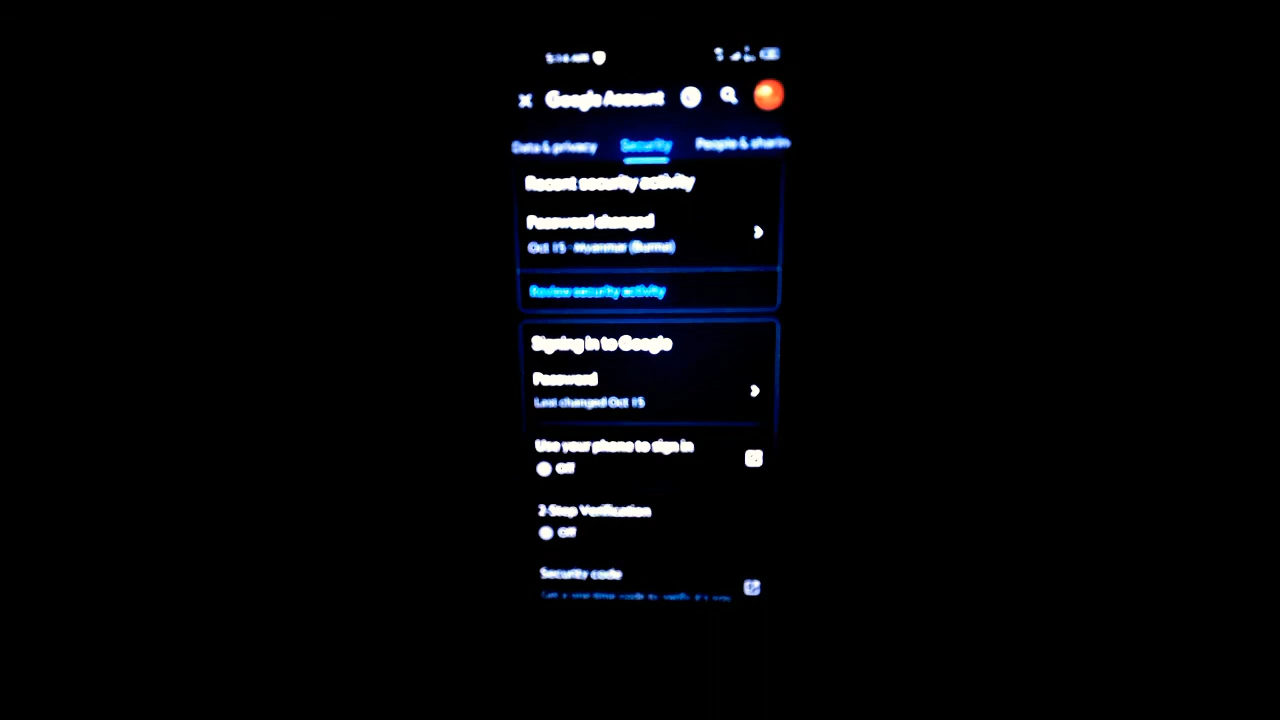 Google Account
Data & privacy Security People & sharin
Recent security activity
Password changed
Oct 15 · Myanmar (Burma)
Review security activity
Signing in to Google
Password
Last changed Oct 15
Use your phone to sign in
Off
2-Step Verification
Off
Security code